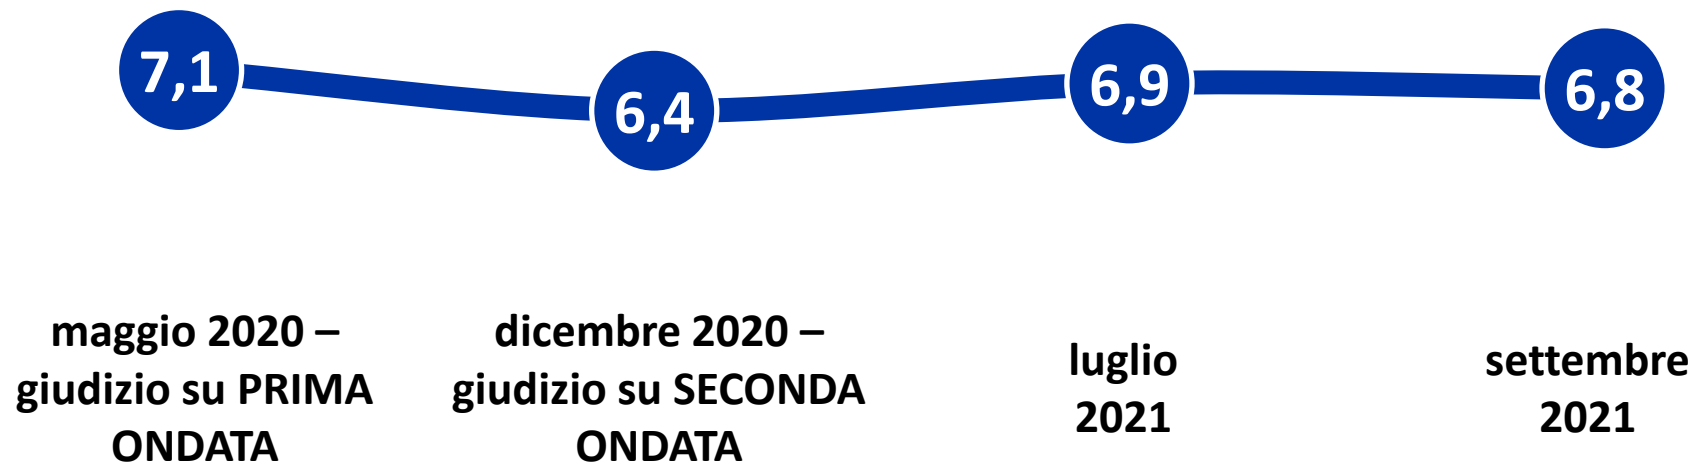 7,1
6,4
6,9
6,8
maggio 2020 –
giudizio su PRIMA
ONDATA
dicembre 2020 –
giudizio su SECONDA
ONDATA
luglio
2021
settembre
2021